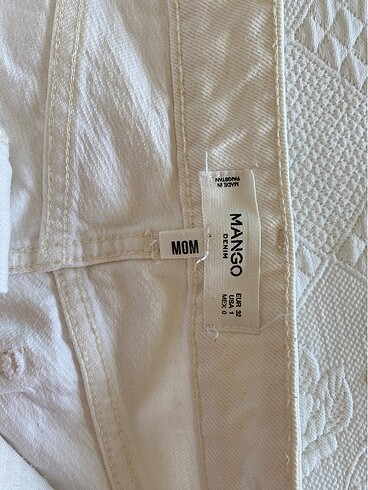 MADE IN
PAKISTAN
MANGO
DENIM
EUR 32
USA 1
MEX 0
MOM